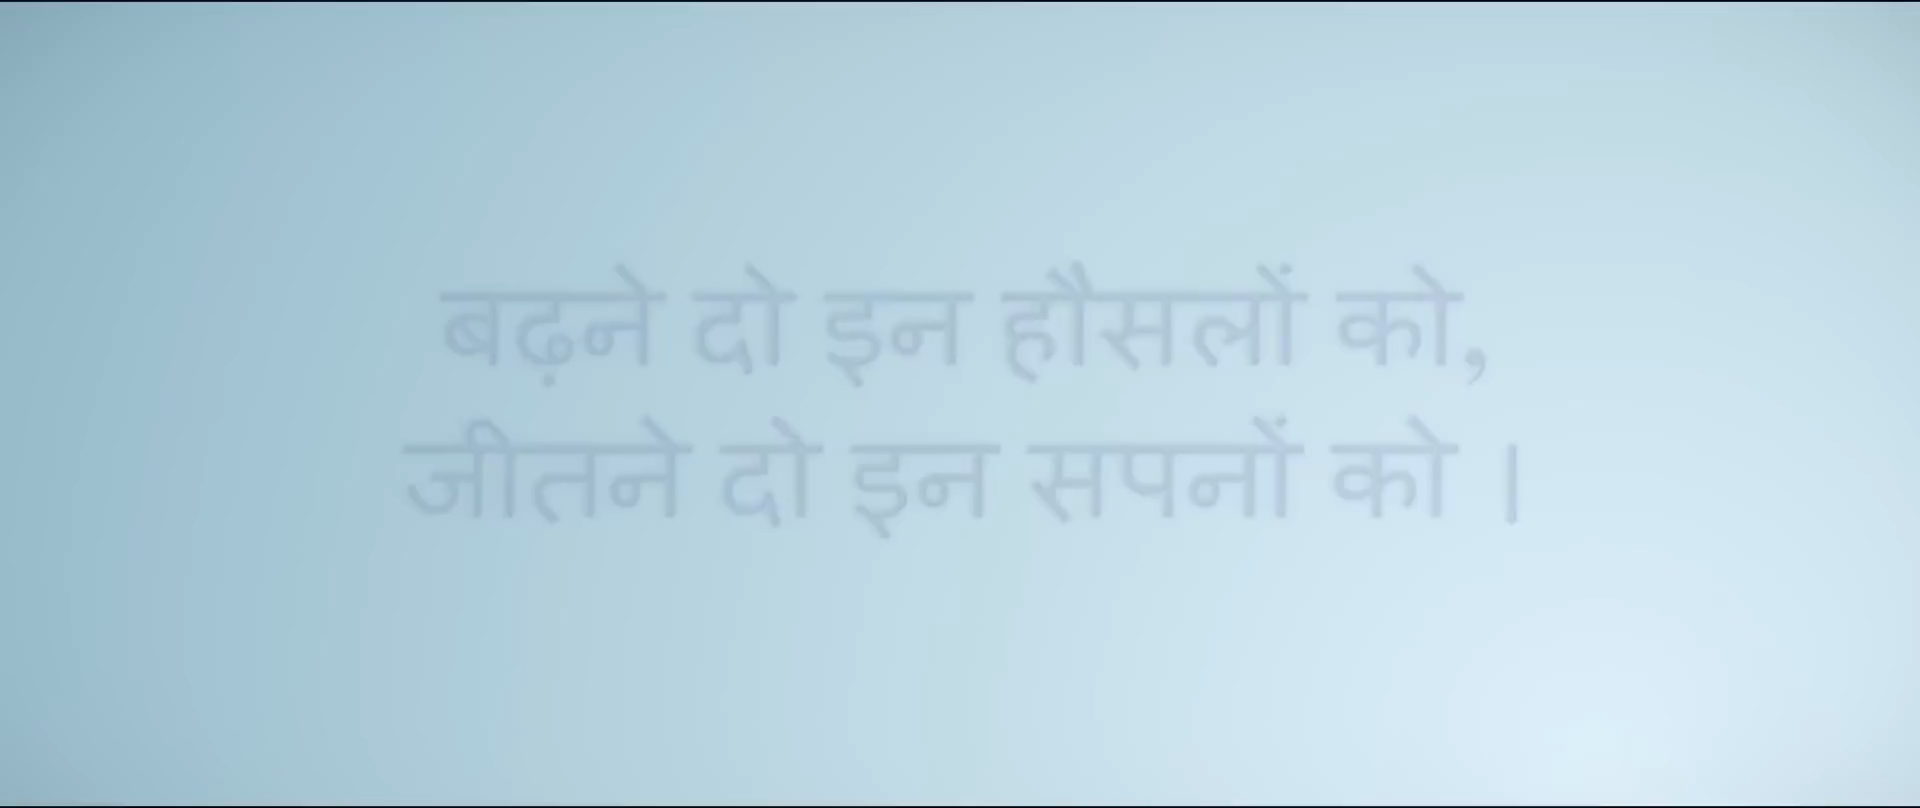 बढ़ने दो इन हौसलों को,
जीतने दो इन सपनों को ।